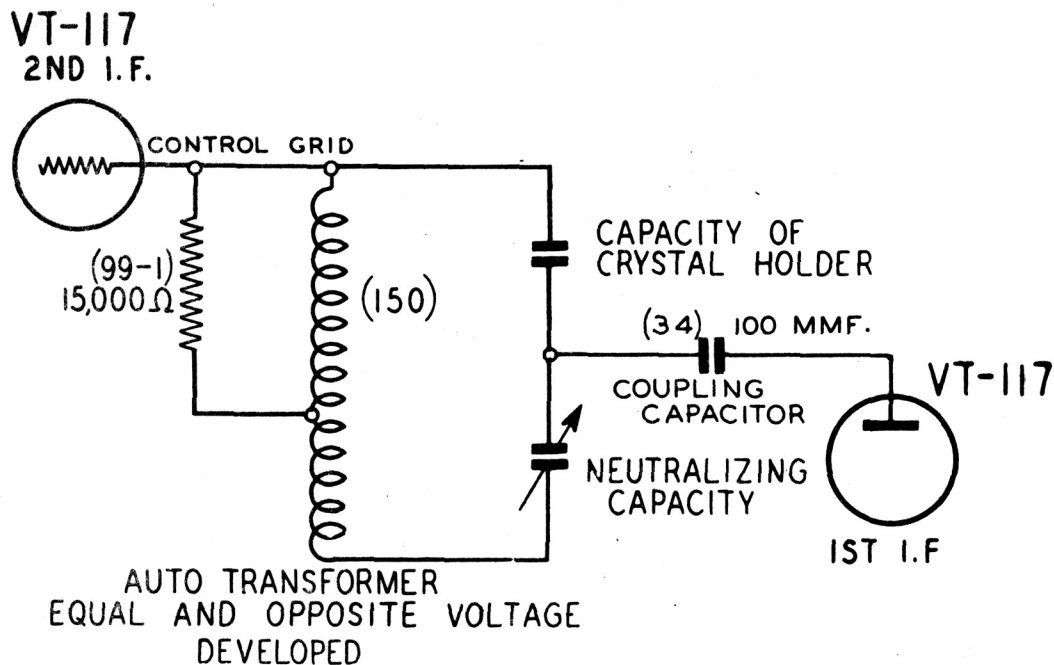 VT-117
2ND I.F.
CONTROL GRID
(99-1)
15,000Ω
(150)
CAPACITY OF
CRYSTAL HOLDER
(34) 100 MMF.
COUPLING
CAPACITOR
VT-117
NEUTRALIZING
CAPACITY
1ST I.F
AUTO TRANSFORMER
EQUAL AND OPPOSITE VOLTAGE
DEVELOPED